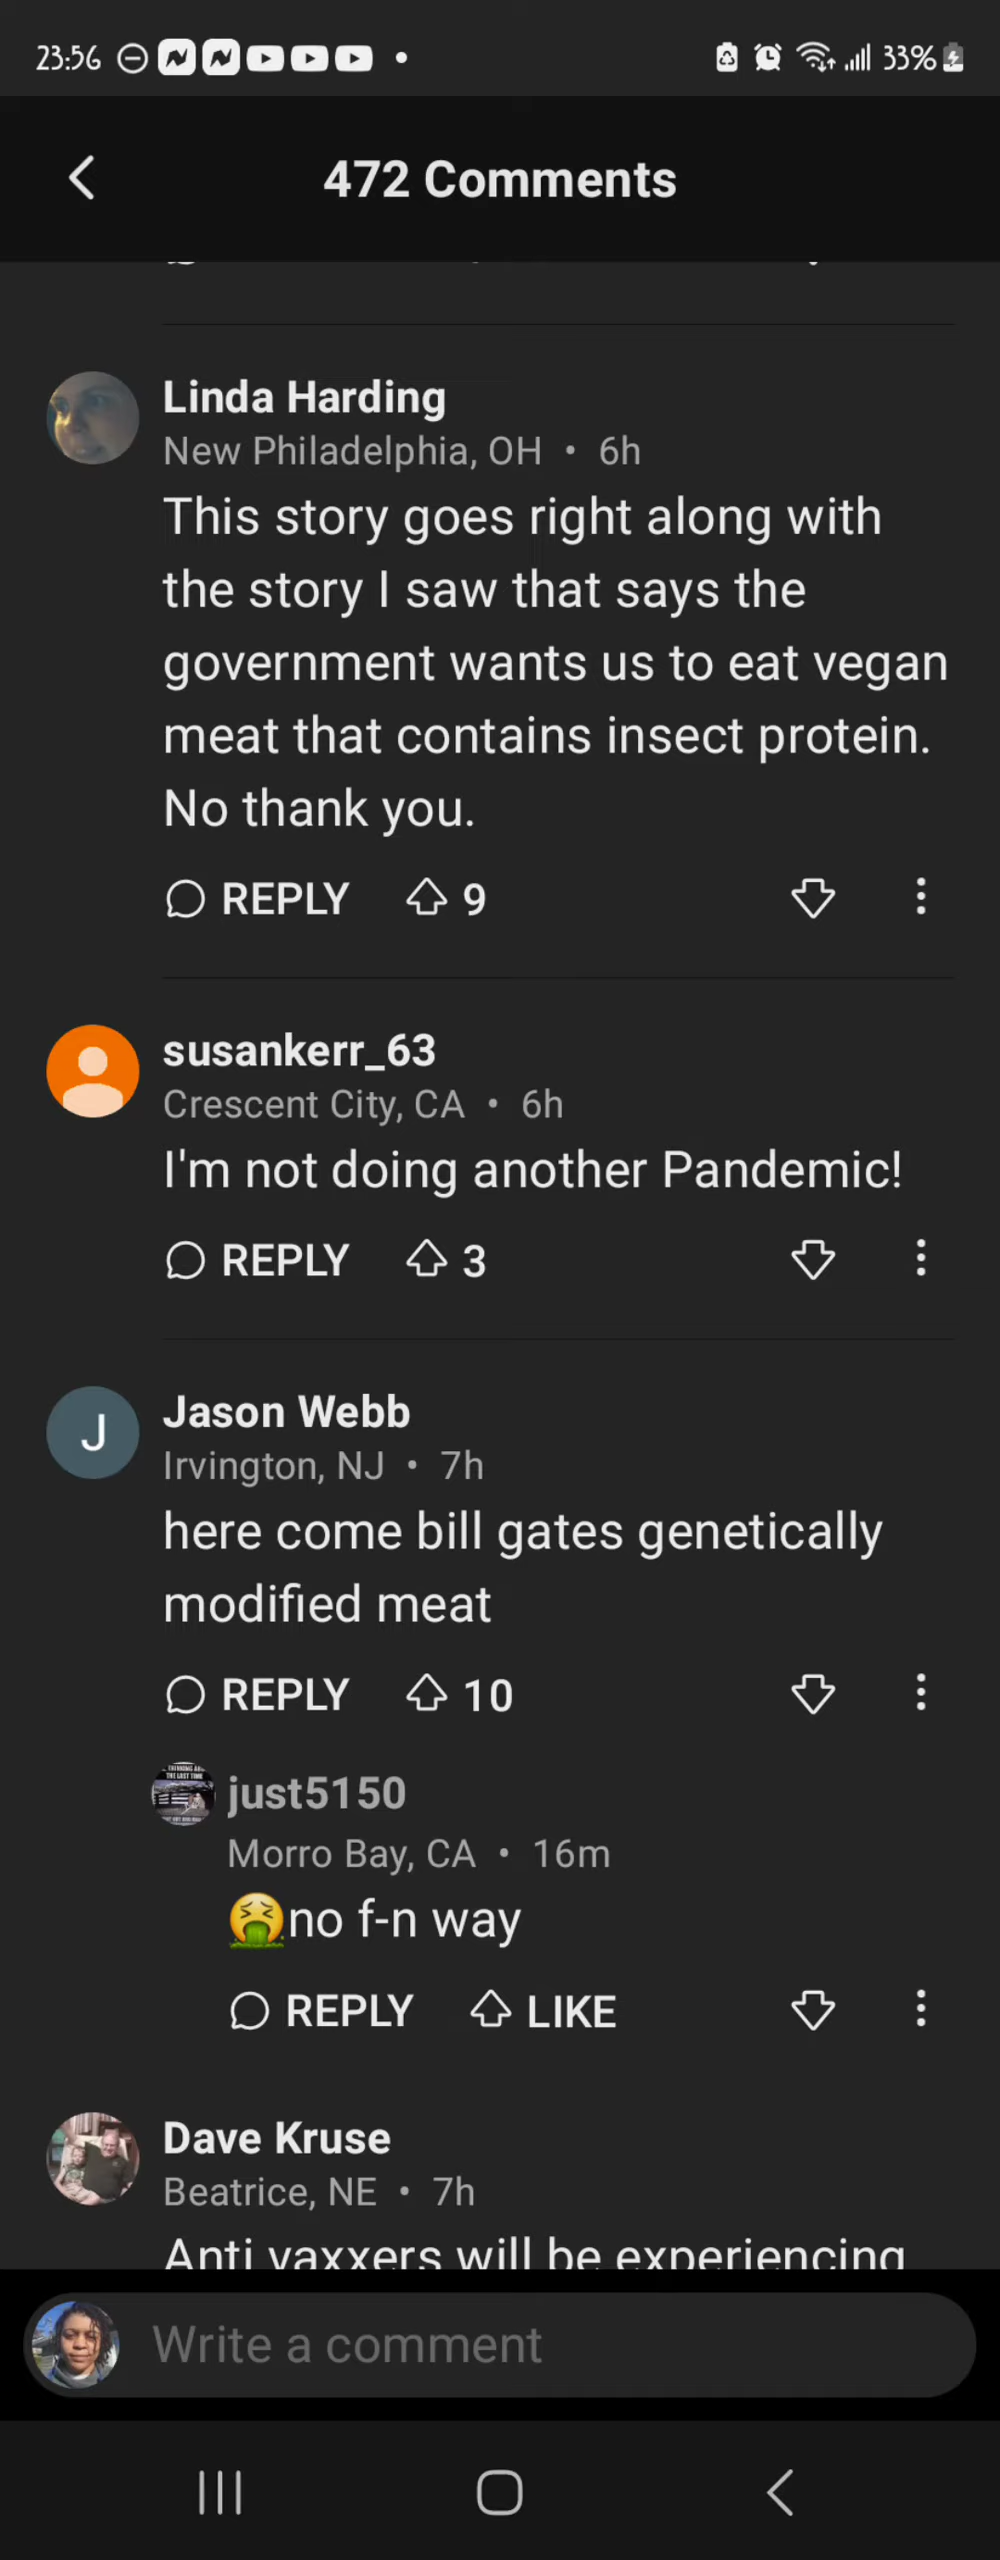 23:56
33%
472 Comments
Linda Harding
New Philadelphia, OH • 6h
This story goes right along with
the story I saw that says the
government wants us to eat vegan
meat that contains insect protein.
No thank you.
REPLY 9
susankerr_63
Crescent City, CA • 6h
I'm not doing another Pandemic!
REPLY 3
J
Jason Webb
Irvington, NJ • 7h
here come bill gates genetically
modified meat
REPLY 10
THE LAST TIME
just5150
Morro Bay, CA • 16m
🤮no f-n way
REPLY LIKE
Dave Kruse
Beatrice, NE • 7h
Anti vaxxers will be experiencing
Write a comment